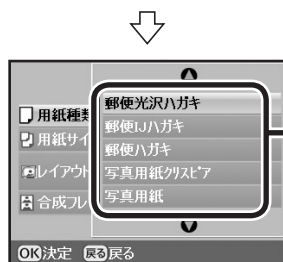 用紙種類
用紙サイ
レイアウト
合成フレ
郵便光沢ハガキ
郵便IJハガキ
郵便ハガキ
写真用紙クリスピア
写真用紙
OK決定 戻る戻る